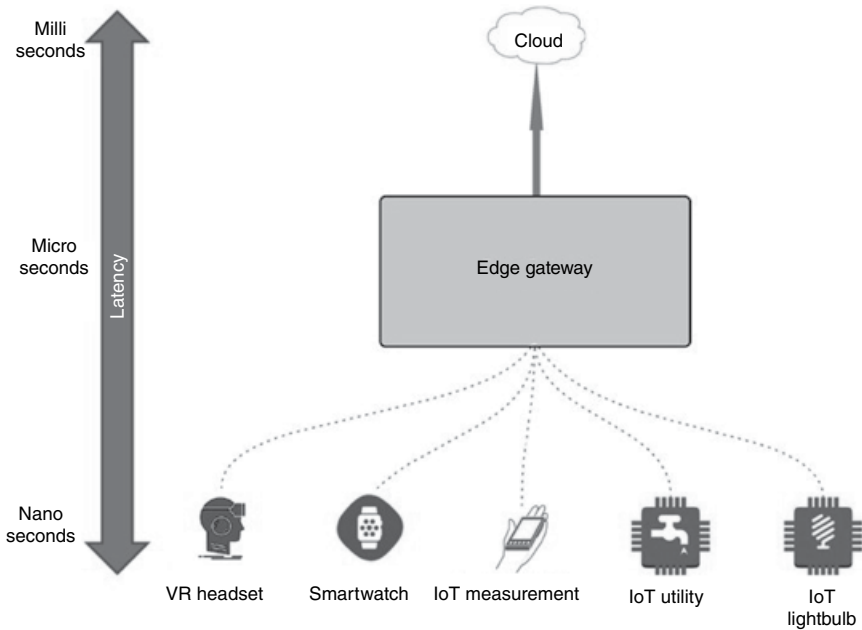 Milli
seconds
Cloud
Micro
seconds
Latency
Edge gateway
Nano
seconds
VR headset
Smartwatch
IoT measurement
IoT utility
IoT
lightbulb